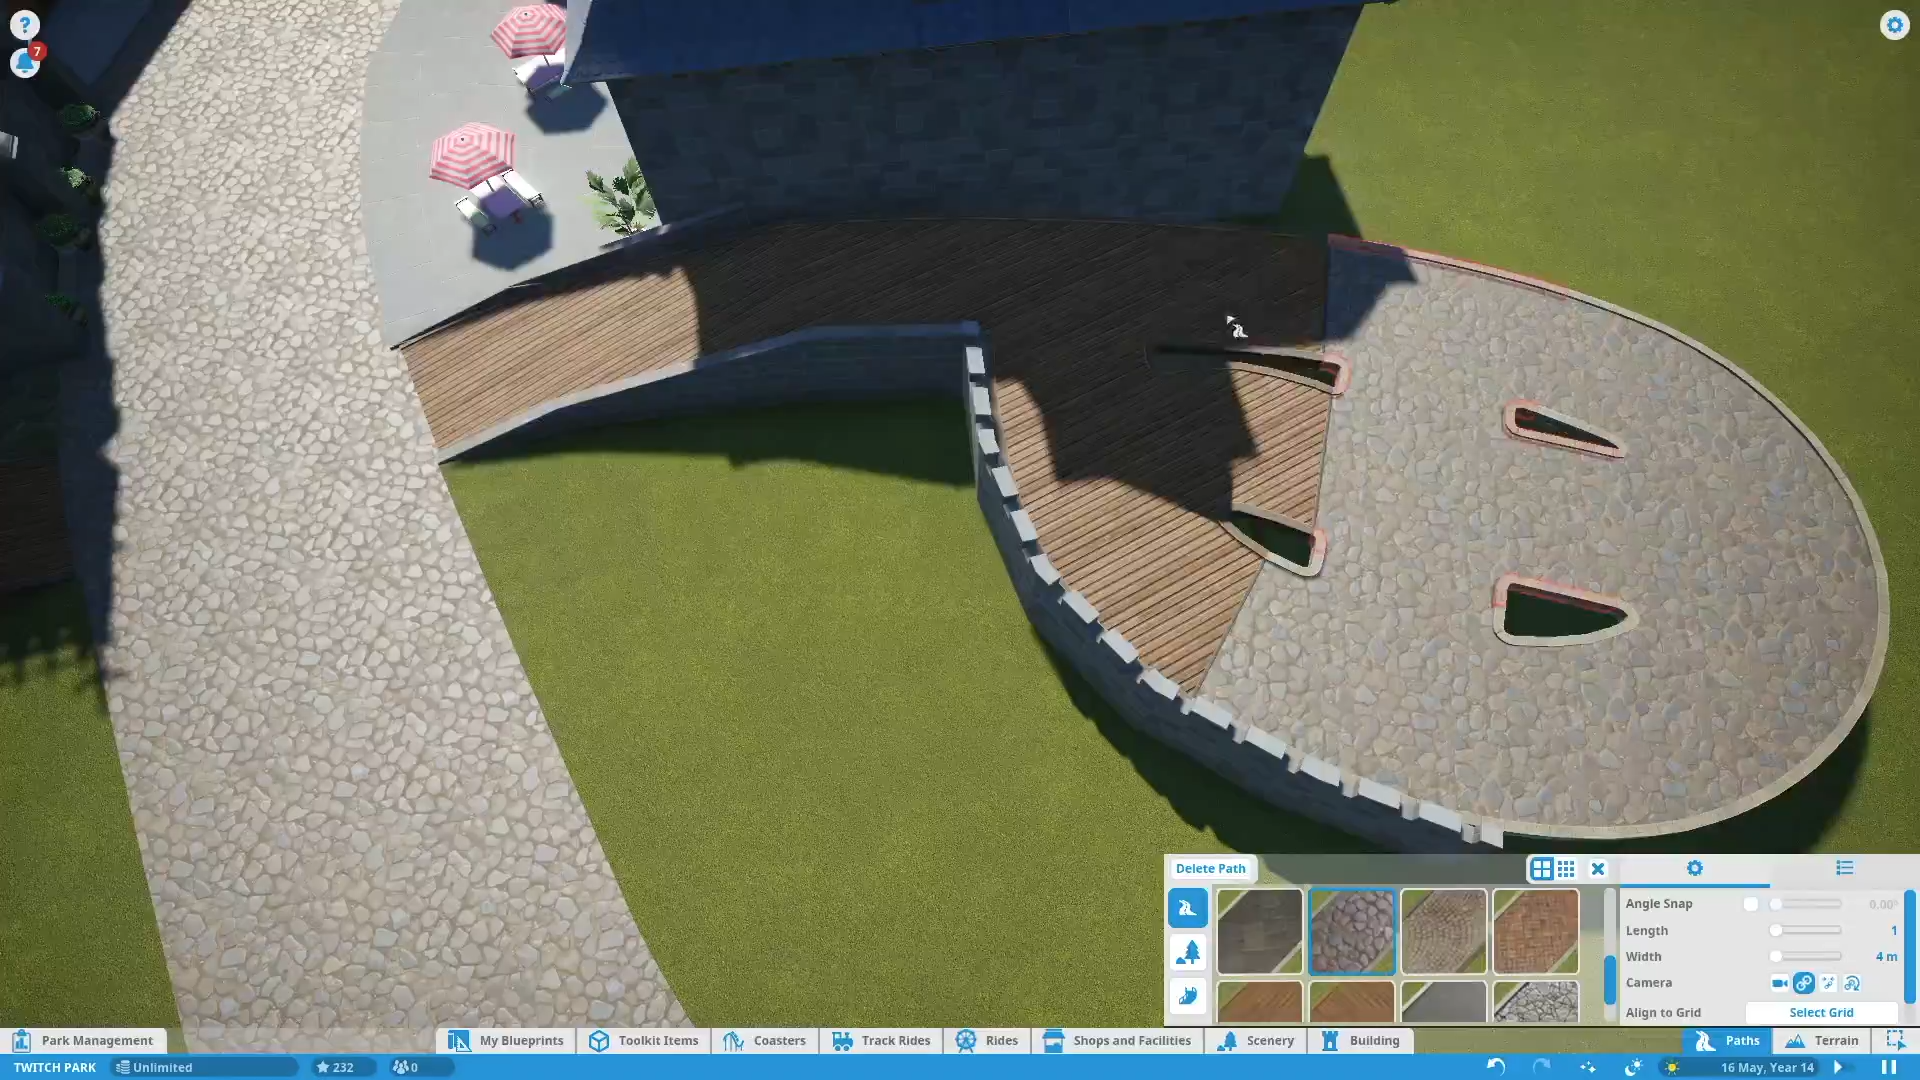 ?
7
Delete Path
Angle Snap 0.00°
Length 1
Width 4 m
Camera
Align to Grid Select Grid
Park Management My Blueprints Toolkit Items Coasters Track Rides Rides Shops and Facilities Scenery Building Paths Terrain
TWITCH PARK Unlimited 232 0 16 May, Year 14